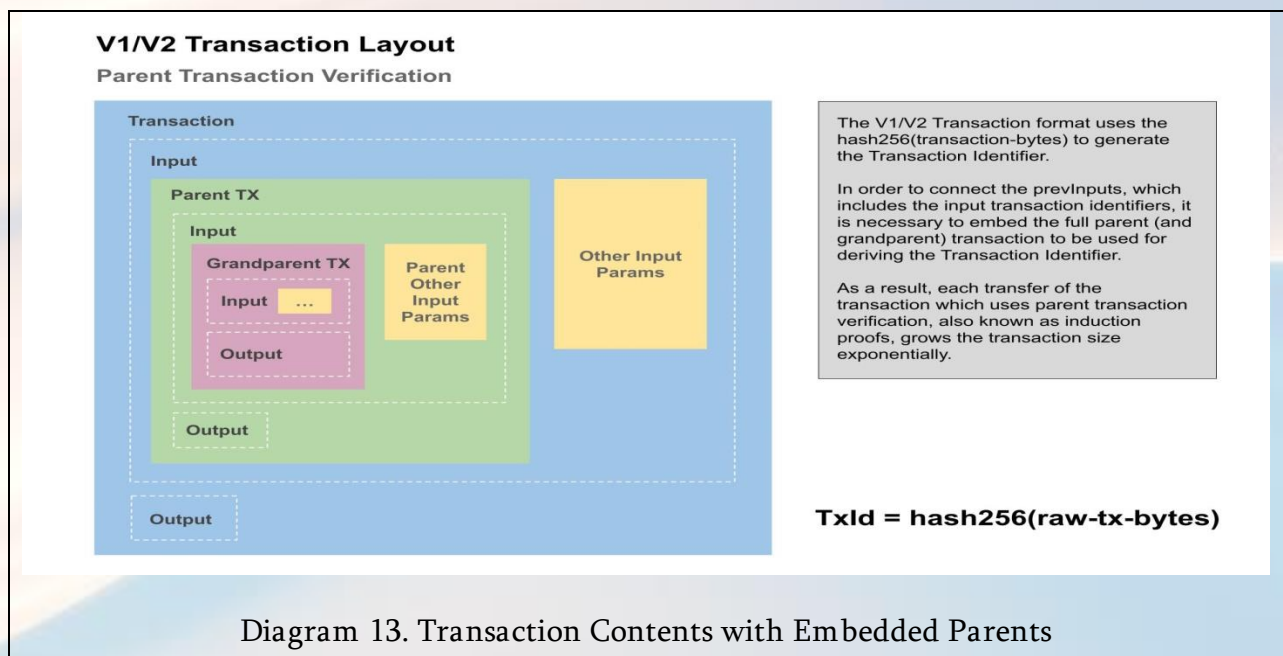 V1/V2 Transaction Layout
Parent Transaction Verification
Transaction
Input
Parent TX
Input
Grandparent TX
Input ...
Output
Parent
Other
Input
Params
Other Input
Params
Output
Output
The V1/V2 Transaction format uses the
hash256(transaction-bytes) to generate
the Transaction Identifier.
In order to connect the prevInputs, which
includes the input transaction identifiers, it
is necessary to embed the full parent (and
grandparent) transaction to be used for
deriving the Transaction Identifier.
As a result, each transfer of the
transaction which uses parent transaction
verification, also known as induction
proofs, grows the transaction size
exponentially.
TxId = hash256(raw-tx-bytes)
Diagram 13. Transaction Contents with Embedded Parents